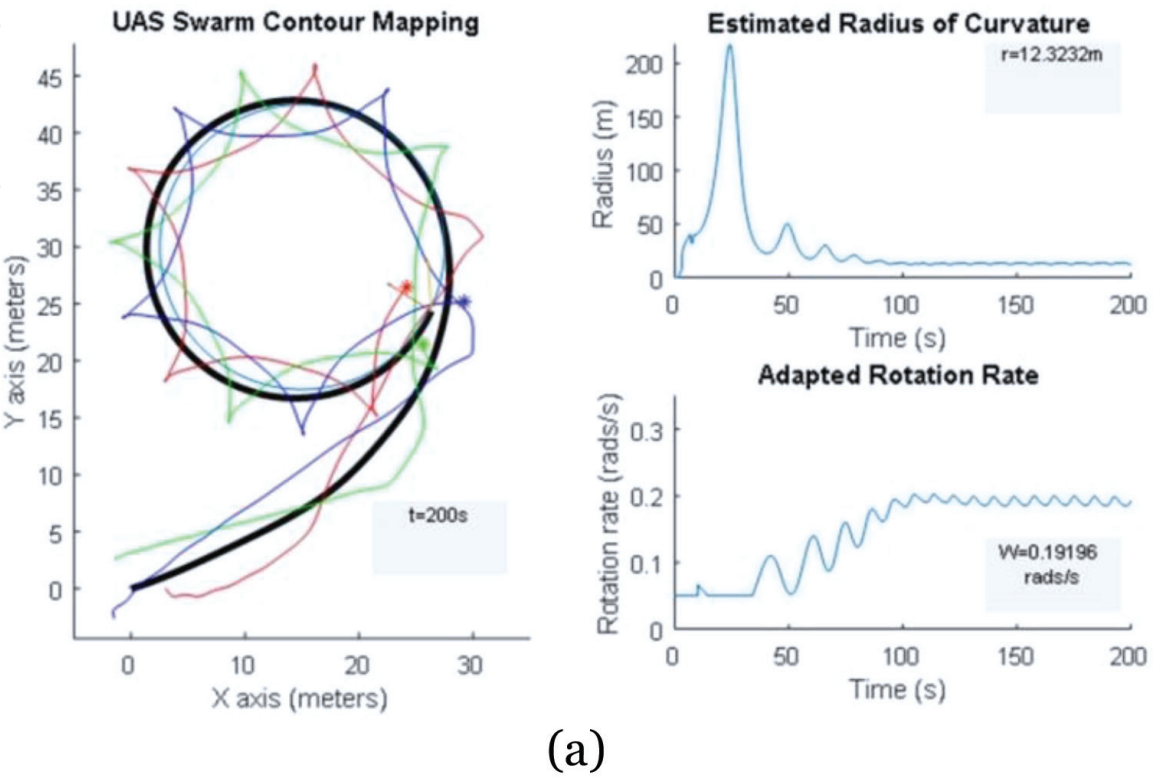 UAS Swarm Contour Mapping
45
40
35
30
25
20
15
10
5
0
Y axis (meters)
t=200s
0
10
20
30
X axis (meters)
Estimated Radius of Curvature
r=12.3232m
200
150
100
50
0
Radius (m)
0
50
100
150
200
Time (s)
Adapted Rotation Rate
0.3
0.2
0.1
0
Rotation rate (rads/s)
W=0.19196
rads/s
0
50
100
150
200
Time (s)
(a)